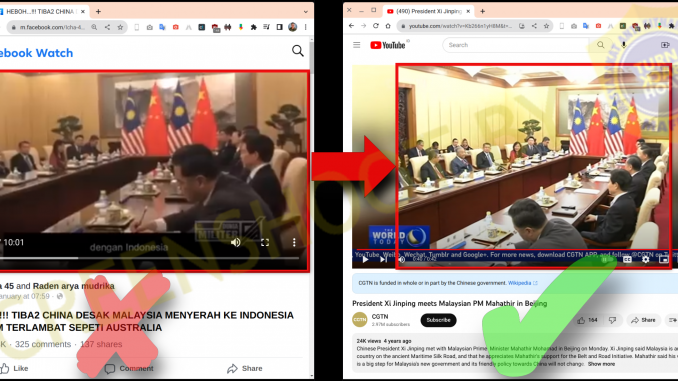 HEBOH...!!! TIBA2 CHINA
m.facebook.com/
ebook Watch
10:01
dengan Indonesia
a 45 and Raden arya mudrika
anuary at 07:59
!!! TIBA2 CHINA DESAK MALAYSIA MENYERAH KE INDONESIA
M TERLAMBAT SEPETI AUSTRALIA
K · 325 comments · 137 shares
Like
Comment
Share
(490) President Xi Jinping
youtube.com/watch?v=
YouTube
Search
THE
WORLD
TODAY
YouTube, Weibo, Wechat, Tumblr and Google+. For more news, download CGTN APP, and follow @CGTN on
0:40 / 0:40
CGTN is funded in whole or in part by the Chinese government. Wikipedia
President Xi Jinping meets Malaysian PM Mahathir in Beijing
CGTN
2.97M subscribers
Subscribe
164
Share
24K views 4 years ago
Chinese President Xi Jinping met with Malaysian Prime Minister Mahathir Mohamad in Beijing on Monday. Xi Jinping said Malaysia is an
country on the ancient Maritime Silk Road, and that he appreciates Mahathir's support for the Belt and Road Initiative. Mahathir said his
is a big step for Malaysia's new government and its friendly policy towards China will not change. Show more